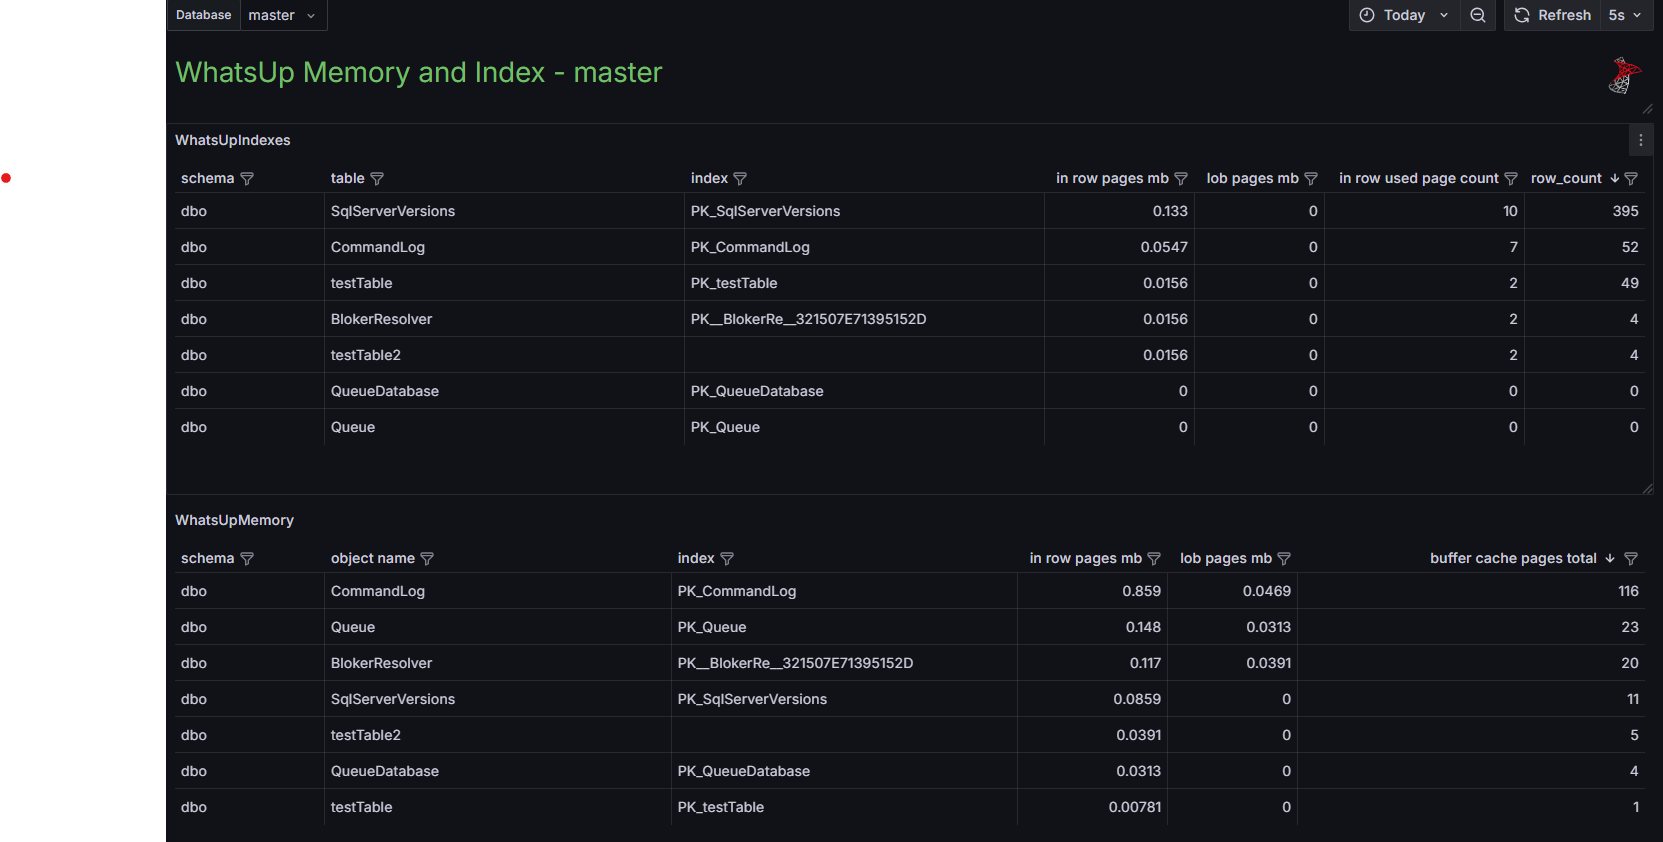 Database master Today Refresh 5s
WhatsUp Memory and Index - master
WhatsUpIndexes
schema table index in row pages mb lob pages mb in row used page count row_count
dbo SqlServerVersions PK_SqlServerVersions 0.133 0 10 395
dbo CommandLog PK_CommandLog 0.0547 0 7 52
dbo testTable PK_testTable 0.0156 0 2 49
dbo BlokerResolver PK__BlokerRe__321507E71395152D 0.0156 0 2 4
dbo testTable2 0.0156 0 2 4
dbo QueueDatabase PK_QueueDatabase 0 0 0 0
dbo Queue PK_Queue 0 0 0 0
WhatsUpMemory
schema object name index in row pages mb lob pages mb buffer cache pages total
dbo CommandLog PK_CommandLog 0.859 0.0469 116
dbo Queue PK_Queue 0.148 0.0313 23
dbo BlokerResolver PK__BlokerRe__321507E71395152D 0.117 0.0391 20
dbo SqlServerVersions PK_SqlServerVersions 0.0859 0 11
dbo testTable2 0.0391 0 5
dbo QueueDatabase PK_QueueDatabase 0.0313 0 4
dbo testTable PK_testTable 0.00781 0 1